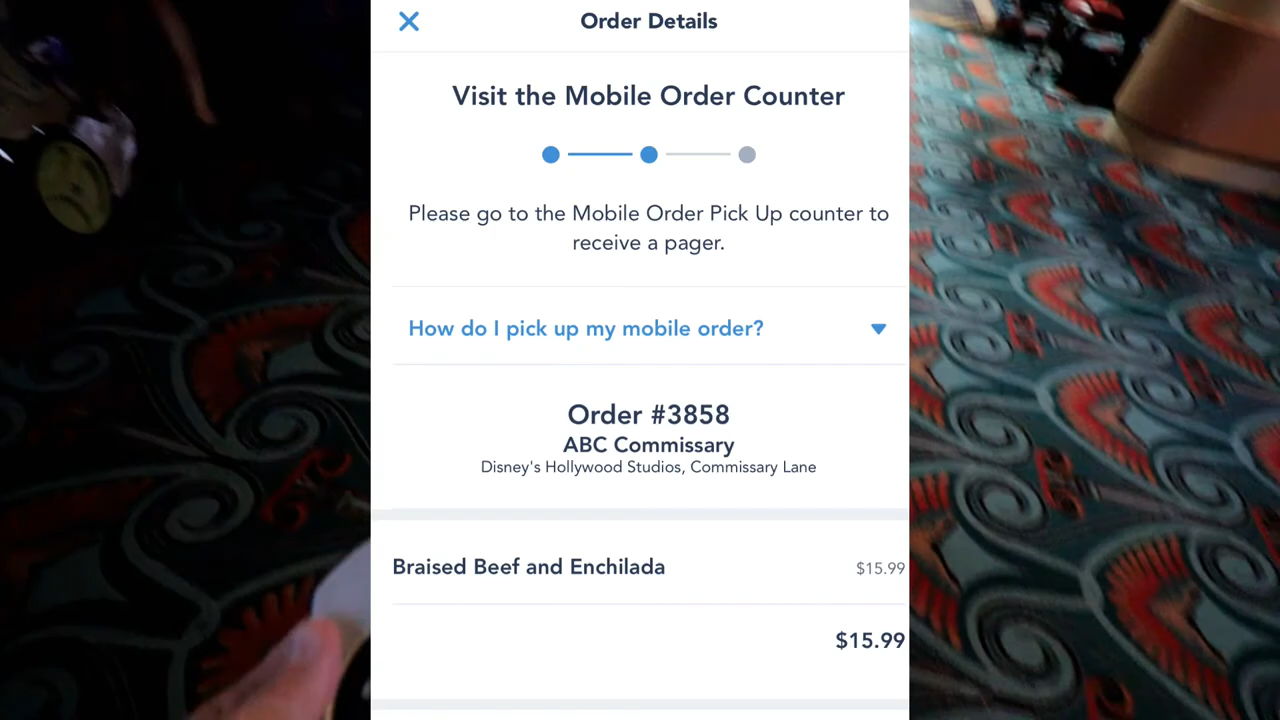 Order Details
Visit the Mobile Order Counter
Please go to the Mobile Order Pick Up counter to
receive a pager.
How do I pick up my mobile order?
Order #3858
ABC Commissary
Disney's Hollywood Studios, Commissary Lane
Braised Beef and Enchilada $15.99
$15.99